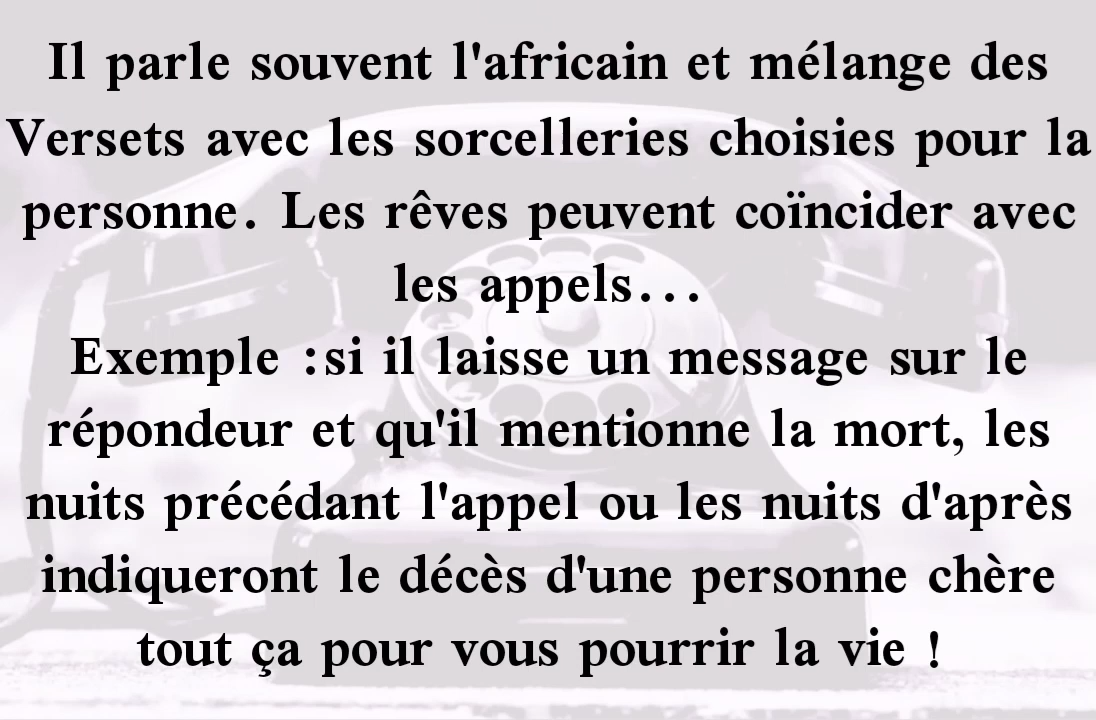 Il parle souvent l'africain et mélange des
Versets avec les sorcelleries choisies pour la
personne. Les rêves peuvent coïncider avec
les appels...
Exemple :si il laisse un message sur le
répondeur et qu'il mentionne la mort, les
nuits précédant l'appel ou les nuits d'après
indiqueront le décès d'une personne chère
tout ça pour vous pourrir la vie !